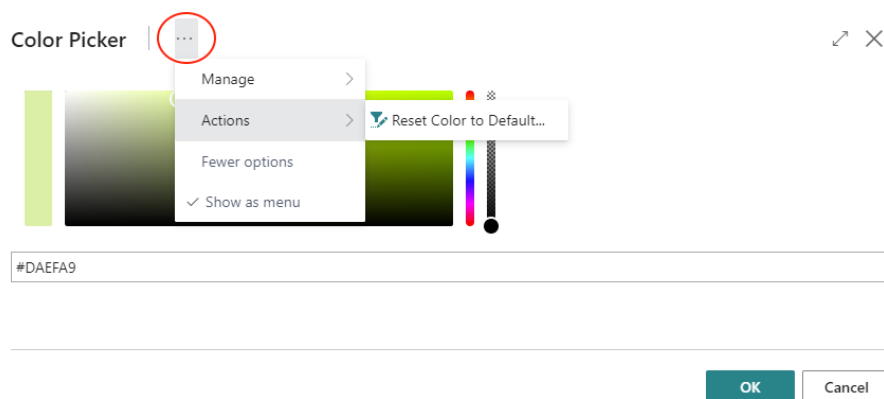 Color Picker
...
Manage
Actions
Reset Color to Default...
Fewer options
Show as menu
#DAEFA9
OK
Cancel